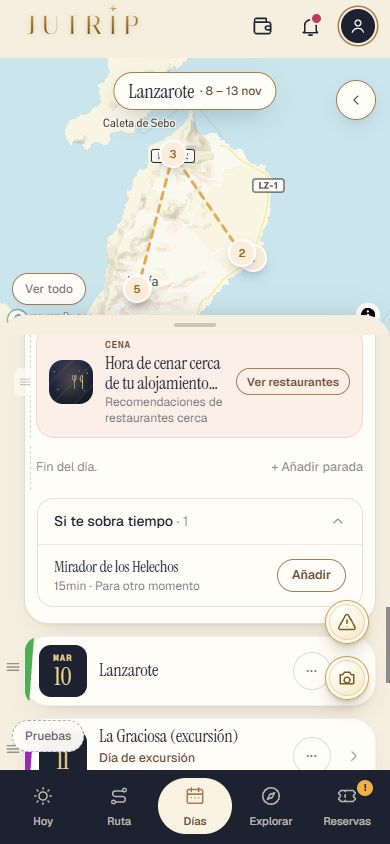 JUTRIP
Lanzarote · 8 – 13 nov
Caleta de Sebo
LZ-1
3
2
5
Ver todo
CENA
Hora de cenar cerca
de tu alojamiento...
Recomendaciones de
restaurantes cerca
Ver restaurantes
Fin del día.
+ Añadir parada
Si te sobra tiempo · 1
Mirador de los Helechos
15min · Para otro momento
Añadir
MAR
10
Lanzarote
Pruebas
11
La Graciosa (excursión)
Día de excursión
Hoy
Ruta
Días
Explorar
Reservas
!